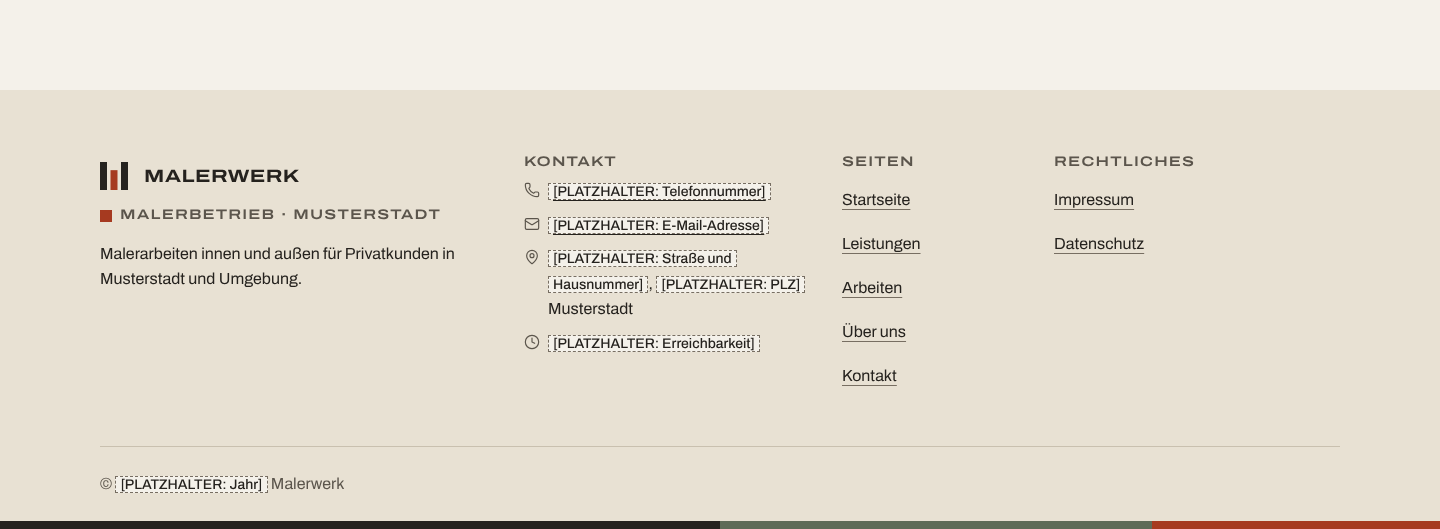 MALERWERK
MALERBETRIEB · MUSTERSTADT
Malerarbeiten innen und außen für Privatkunden in
Musterstadt und Umgebung.
KONTAKT
[PLATZHALTER: Telefonnummer]
[PLATZHALTER: E-Mail-Adresse]
[PLATZHALTER: Straße und
Hausnummer], [PLATZHALTER: PLZ]
Musterstadt
[PLATZHALTER: Erreichbarkeit]
SEITEN
Startseite
Leistungen
Arbeiten
Über uns
Kontakt
RECHTLICHES
Impressum
Datenschutz
© [PLATZHALTER: Jahr] Malerwerk